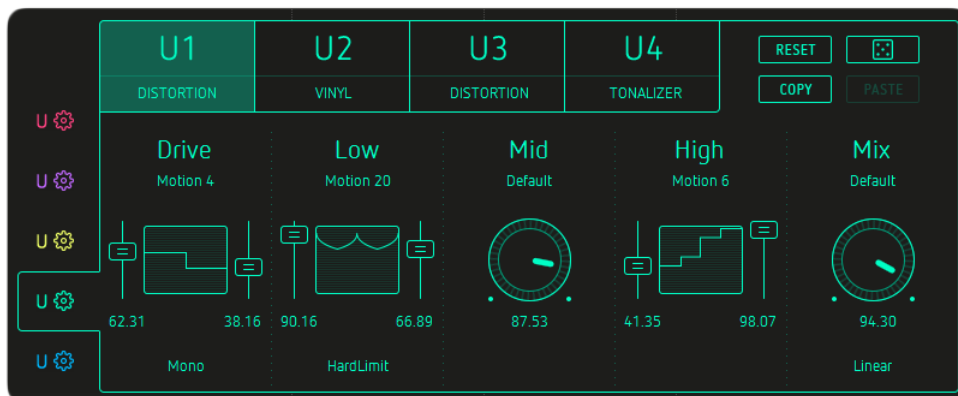 U1 U2 U3 U4 RESET
DISTORTION VINYL DISTORTION TONALIZER COPY PASTE
U
U
U
U
U
Drive Low Mid High Mix
Motion 4 Motion 20 Default Motion 6 Default
62.31 38.16 90.16 66.89 87.53 41.35 98.07 94.30
Mono HardLimit Linear